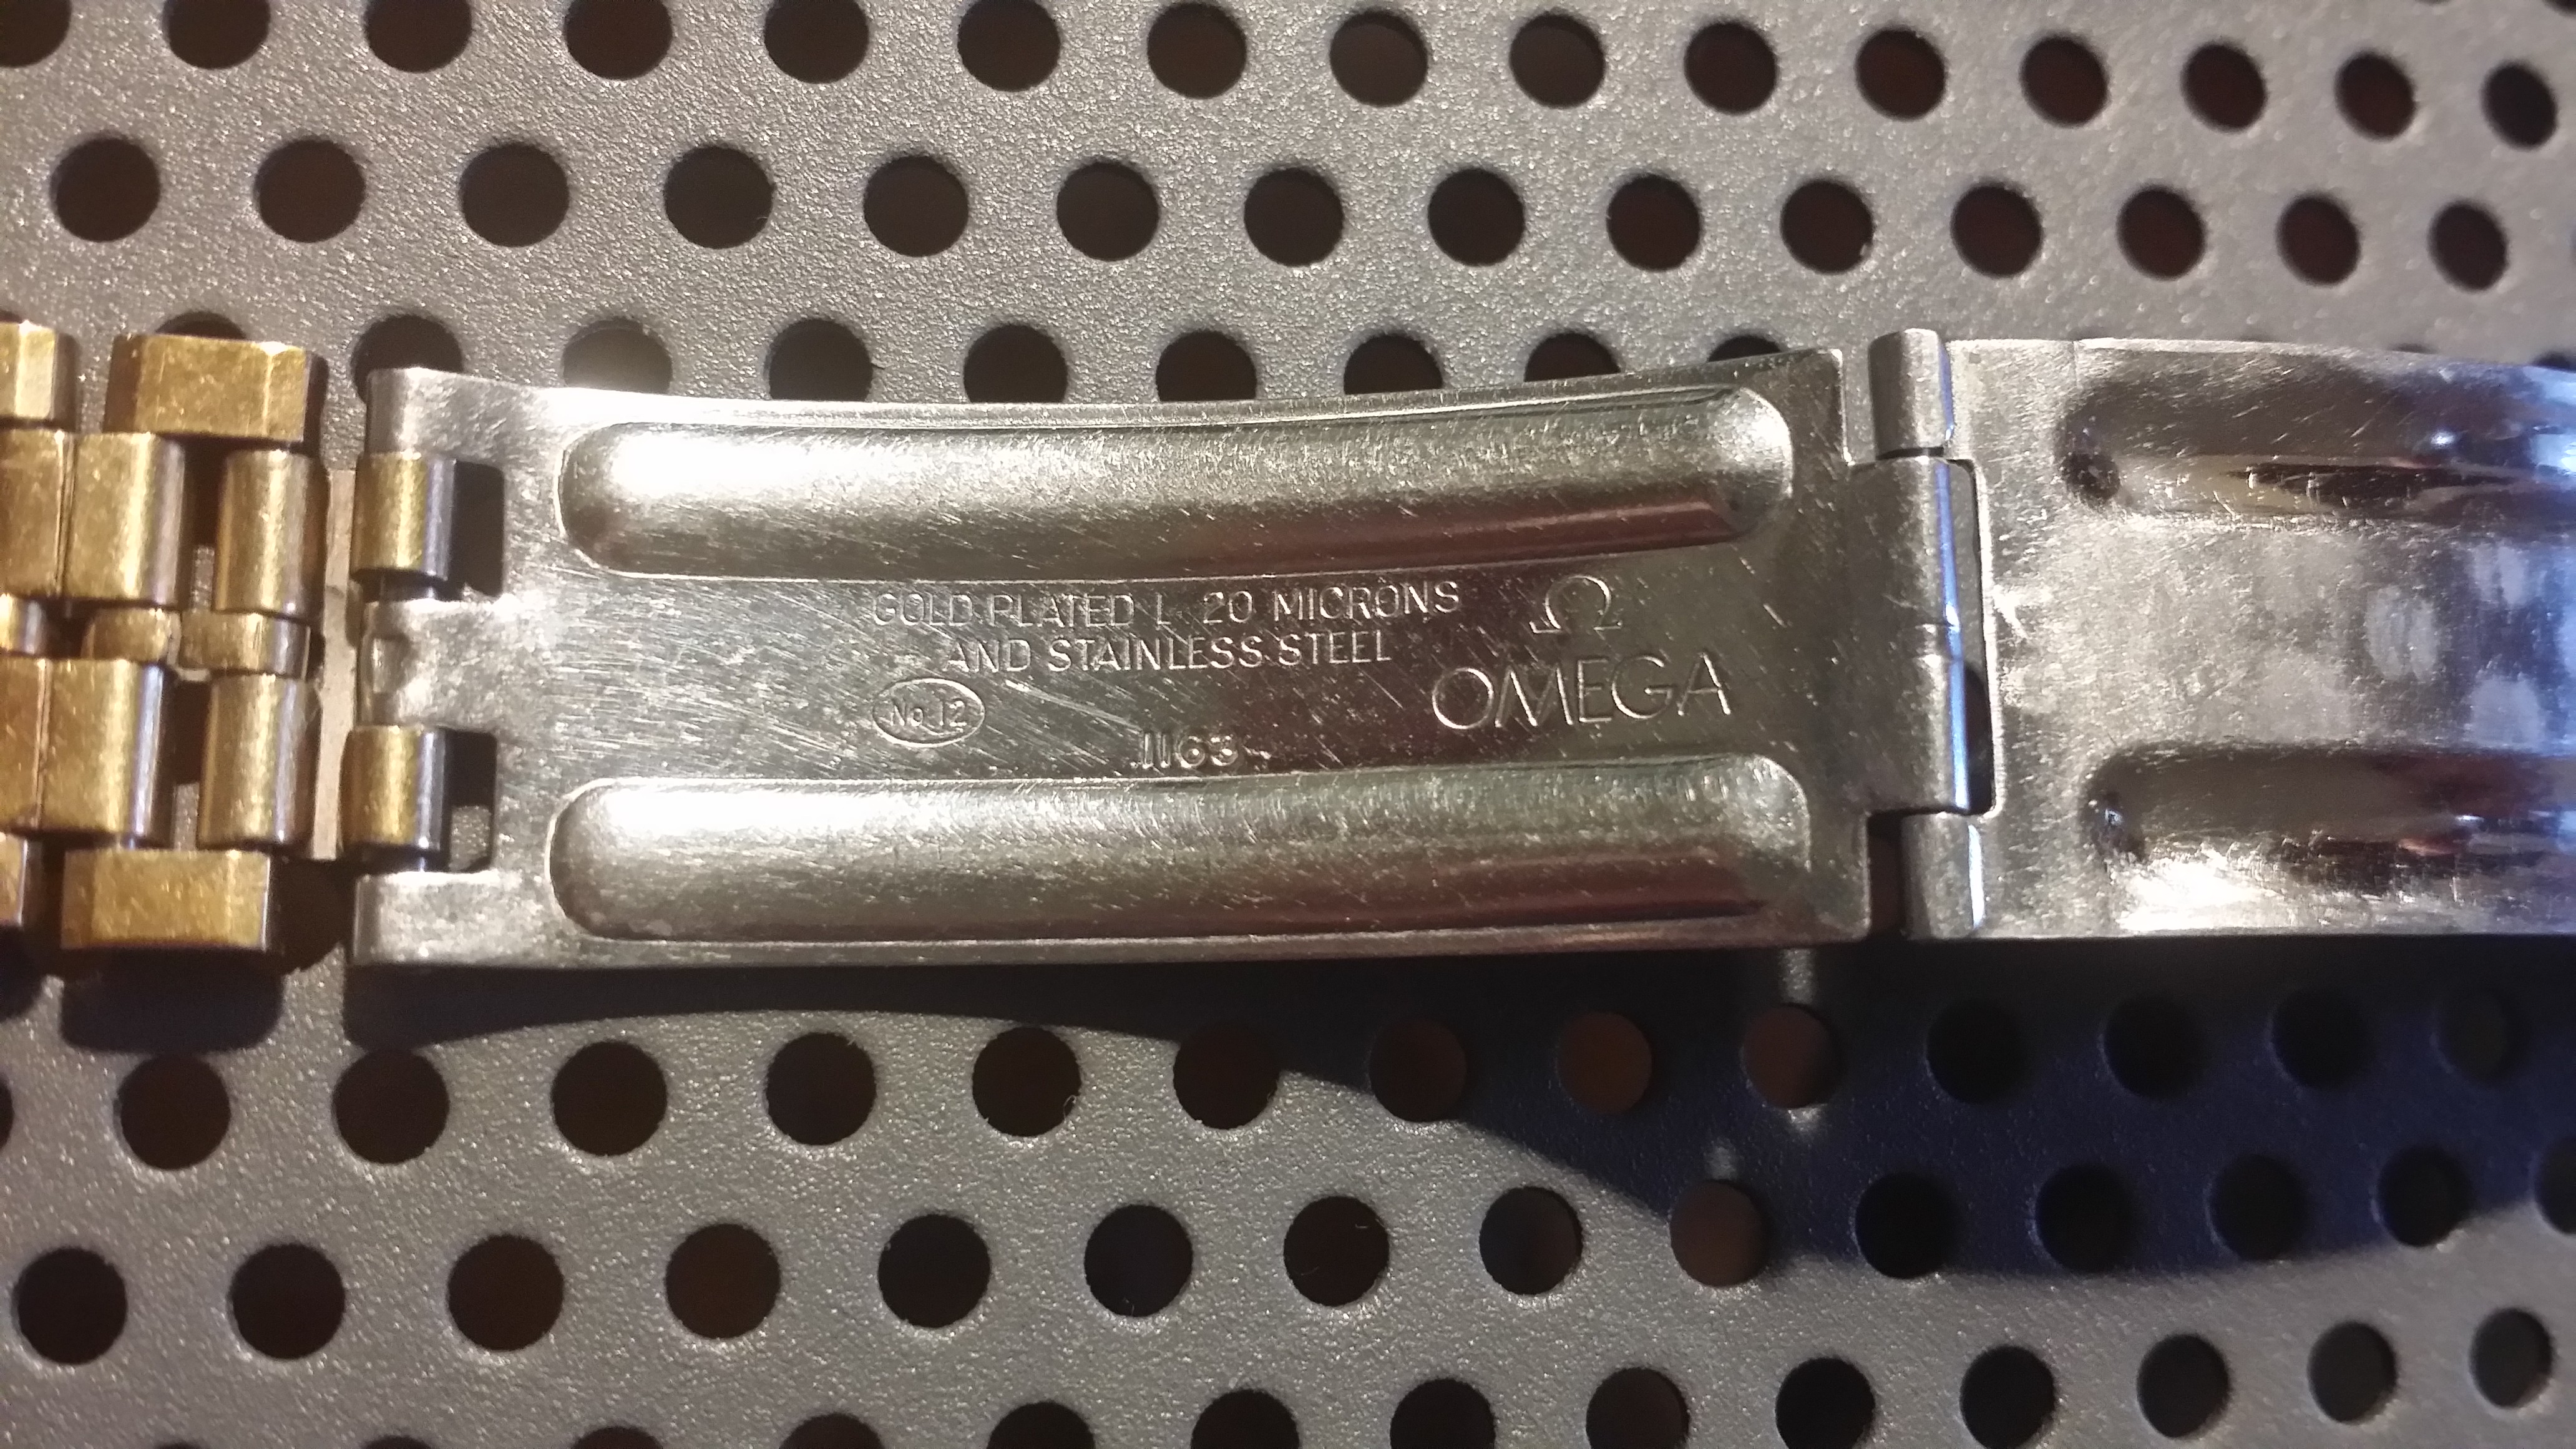 GOLD PLATED L 20 MICRONS
AND STAINLESS STEEL
Ω
OMEGA
No 12
1163